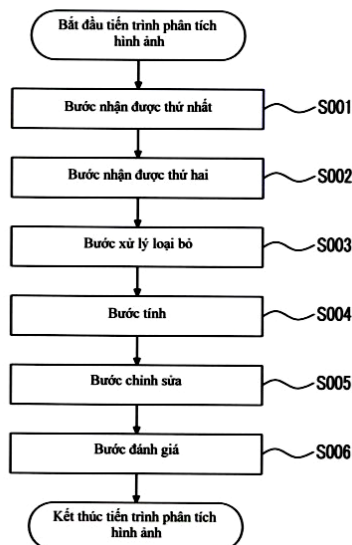 Bắt đầu tiến trình phân tích
hình ảnh
Bước nhận được thứ nhất
S001
Bước nhận được thứ hai
S002
Bước xử lý loại bỏ
S003
Bước tính
S004
Bước chỉnh sửa
S005
Bước đánh giá
S006
Kết thúc tiến trình phân tích
hình ảnh